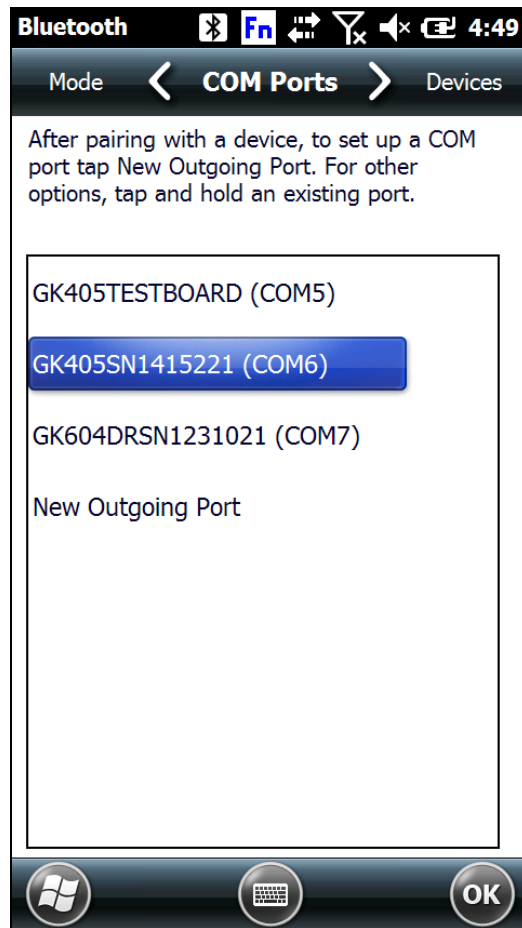 Bluetooth Fn 4:49
Mode COM Ports Devices
After pairing with a device, to set up a COM
port tap New Outgoing Port. For other
options, tap and hold an existing port.
GK405TESTBOARD (COM5)
GK405SN1415221 (COM6)
GK604DRSN1231021 (COM7)
New Outgoing Port
OK